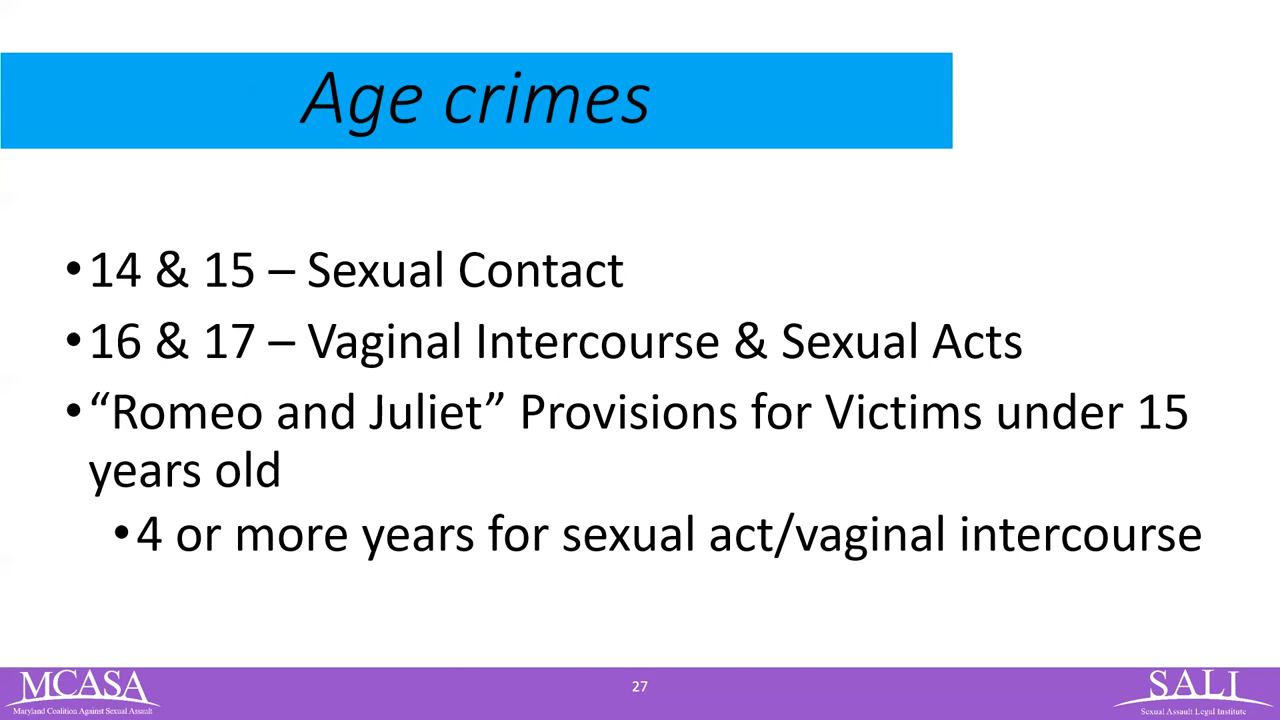 Age crimes
•14 & 15 – Sexual Contact
•16 & 17 – Vaginal Intercourse & Sexual Acts
•“Romeo and Juliet” Provisions for Victims under 15
years old
•4 or more years for sexual act/vaginal intercourse
MCASA
Maryland Coalition Against Sexual Assault
27
SALI
Sexual Assault Legal Institute